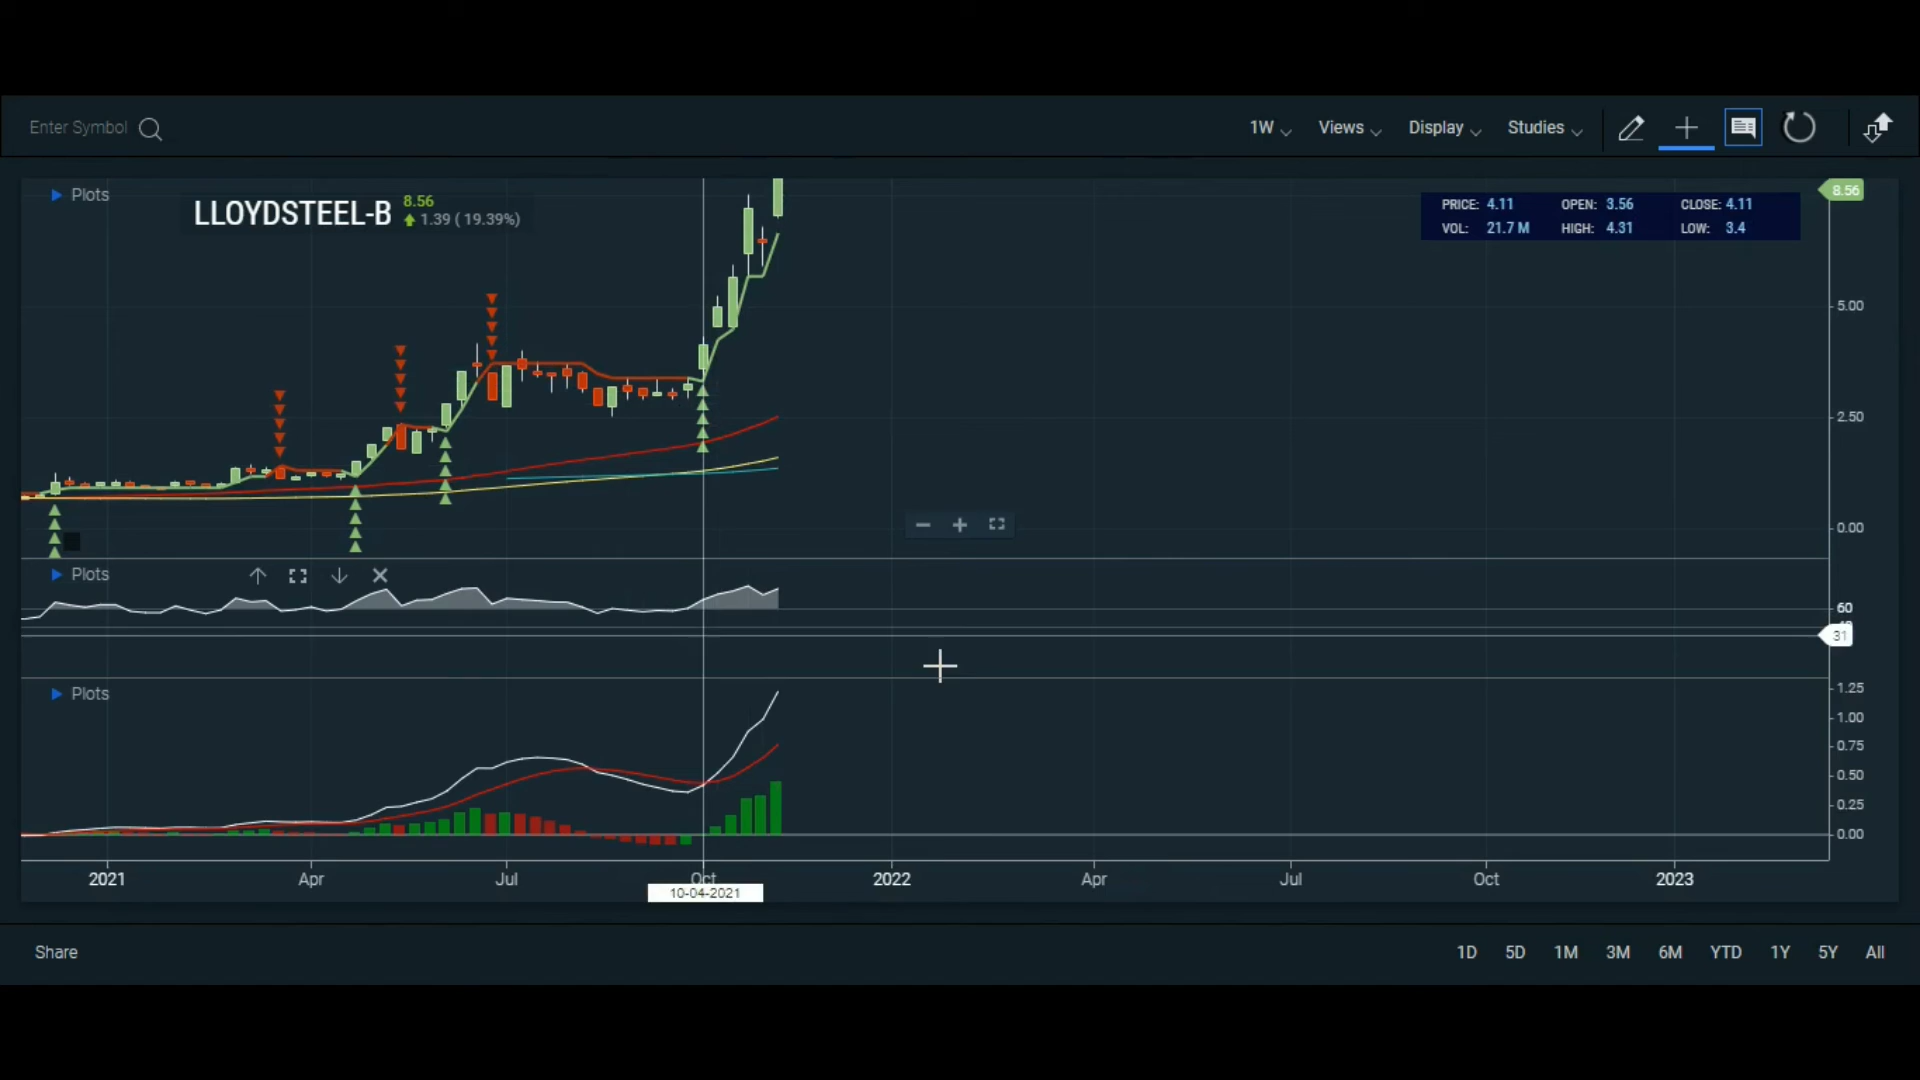 Enter Symbol
1W Views Display Studies
Plots
LLOYDSTEEL-B 8.56
1.39 (19.39%)
PRICE: 4.11 OPEN: 3.56 CLOSE: 4.11
VOL: 21.7 M HIGH: 4.31 LOW: 3.4
8.56
5.00
2.50
0.00
Plots
60
31
Plots
1.25
1.00
0.75
0.50
0.25
0.00
2021 Apr Jul Oct 2022 Apr Jul Oct 2023
10-04-2021
Share
1D 5D 1M 3M 6M YTD 1Y 5Y All